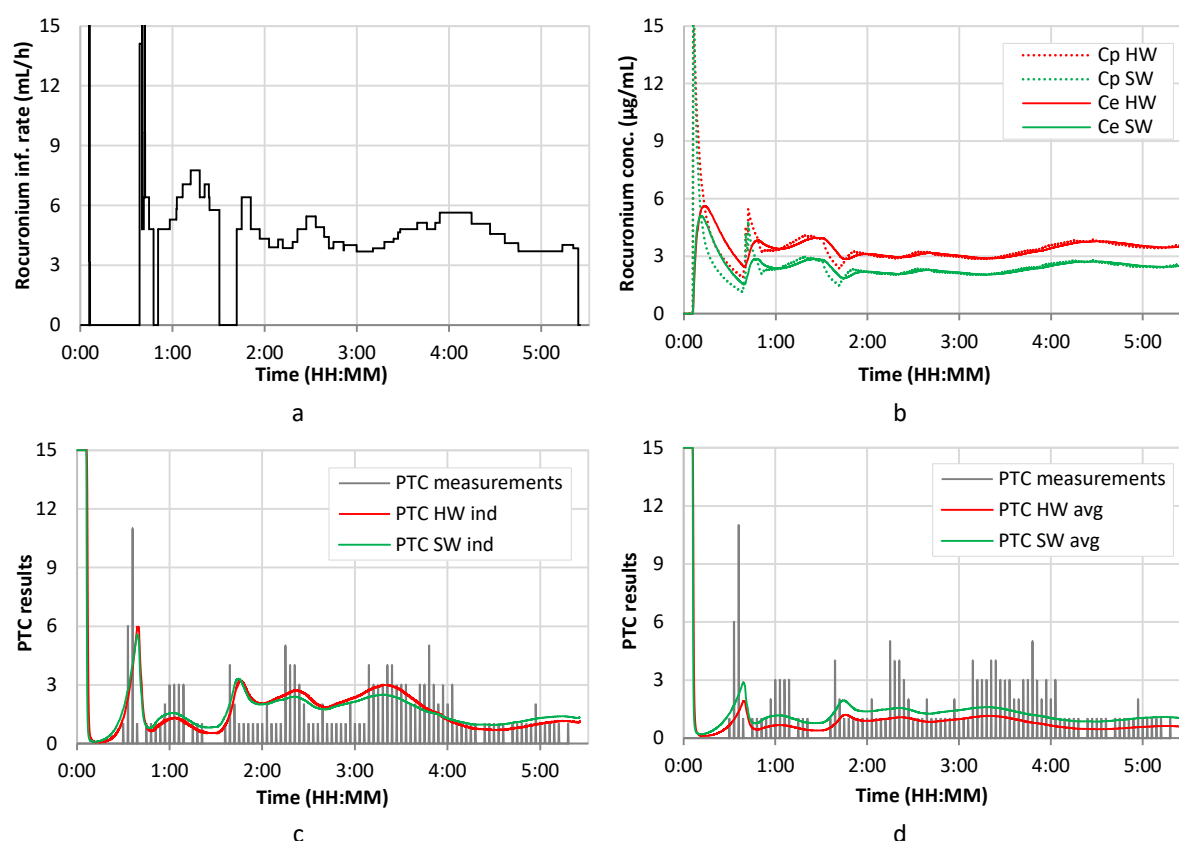 Rocuronium inf. rate (mL/h)
15
12
9
6
3
0
0:00 1:00 2:00 3:00 4:00 5:00
Time (HH:MM)
a
Rocuronium conc. (µg/mL)
15
12
9
6
3
0
Cp HW
Cp SW
Ce HW
Ce SW
0:00 1:00 2:00 3:00 4:00 5:00
Time (HH:MM)
b
PTC results
15
12
9
6
3
0
PTC measurements
PTC HW ind
PTC SW ind
0:00 1:00 2:00 3:00 4:00 5:00
Time (HH:MM)
c
PTC results
15
12
9
6
3
0
PTC measurements
PTC HW avg
PTC SW avg
0:00 1:00 2:00 3:00 4:00 5:00
Time (HH:MM)
d